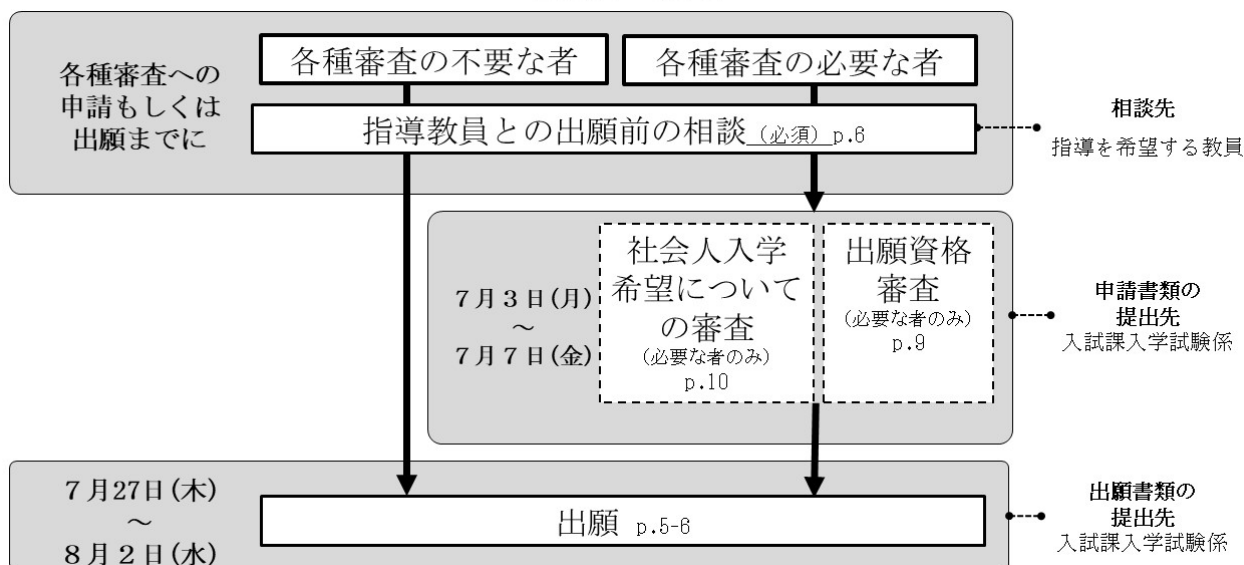 各種審査への
申請もしくは
出願までに
各種審査の不要な者
各種審査の必要な者
指導教員との出願前の相談（必須）p.6
相談先
指導を希望する教員
７月３日(月)
～
７月７日(金)
社会人入学
希望について
の審査
(必要な者のみ)
p.10
出願資格
審査
(必要な者のみ)
p.9
申請書類の
提出先
入試課入学試験係
７月27日(木)
～
８月２日(水)
出願 p.5-6
出願書類の
提出先
入試課入学試験係